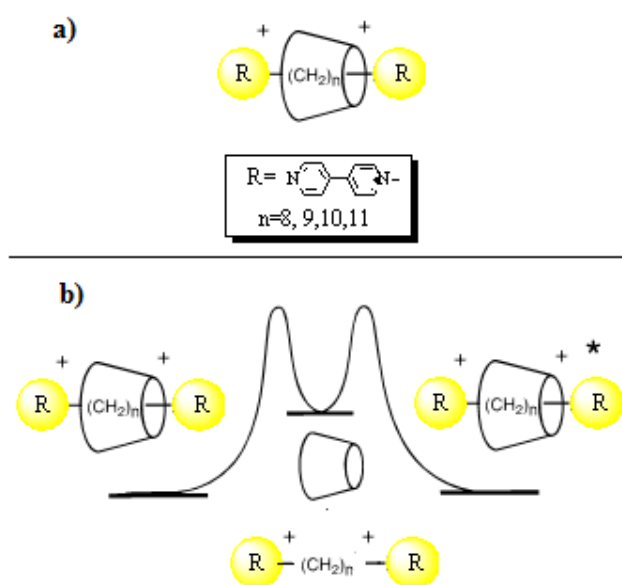 a)
+ +
R (CH₂)ₙ R
R= N N-
n=8, 9,10,11
b)
+ + + + *
R (CH₂)ₙ R R (CH₂)ₙ R
+ +
R (CH₂)ₙ R